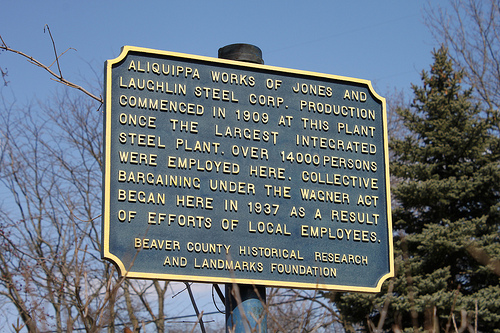 ALIQUIPPA WORKS OF JONES AND
LAUGHLIN STEEL CORP. PRODUCTION
COMMENCED IN 1909 AT THIS PLANT
ONCE THE LARGEST INTEGRATED
STEEL PLANT. OVER 14000 PERSONS
WERE EMPLOYED HERE. COLLECTIVE
BARGAINING UNDER THE WAGNER ACT
BEGAN HERE IN 1937 AS A RESULT
OF EFFORTS OF LOCAL EMPLOYEES.
BEAVER COUNTY HISTORICAL RESEARCH
AND LANDMARKS FOUNDATION